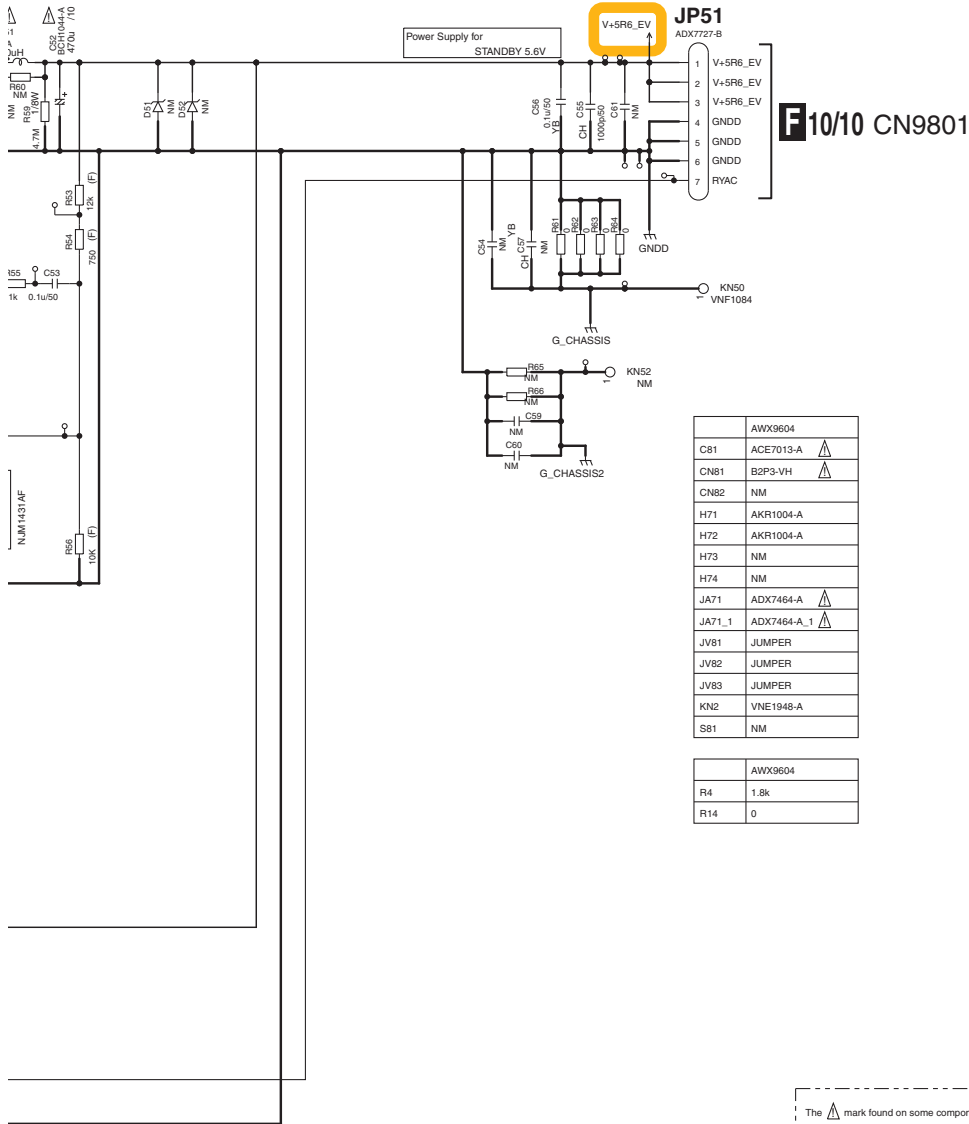 C52
BCH1044-A
470u /10
R60
NM
NM
R59
1/8W
4.7M
D51
NM
D52
NM
Power Supply for
STANDBY 5.6V
V+5R6_EV
JP51
ADX7727-B
1 V+5R6_EV
2 V+5R6_EV
3 V+5R6_EV
4 GNDD
5 GNDD
6 GNDD
7 RYAC
F 10/10 CN9801
C56
0.1u/50
YB
C55
CH
1000p/50
C61
NM
R53
12k
(F)
R54
750
(F)
R55
1k
C53
0.1u/50
C54
NM
YB
C57
CH
NM
R61
0
R62
0
R63
0
R64
0
GNDD
KN50
VNF1084
1
G_CHASSIS
R65
NM
R66
NM
C59
NM
C60
NM
KN52
NM
1
G_CHASSIS2
NJM1431AF
R56
10K
(F)
AWX9604
C81 ACE7013-A
CN81 B2P3-VH
CN82 NM
H71 AKR1004-A
H72 AKR1004-A
H73 NM
H74 NM
JA71 ADX7464-A
JA71_1 ADX7464-A_1
JV81 JUMPER
JV82 JUMPER
JV83 JUMPER
KN2 VNE1948-A
S81 NM
AWX9604
R4 1.8k
R14 0
The ⚠ mark found on some compor